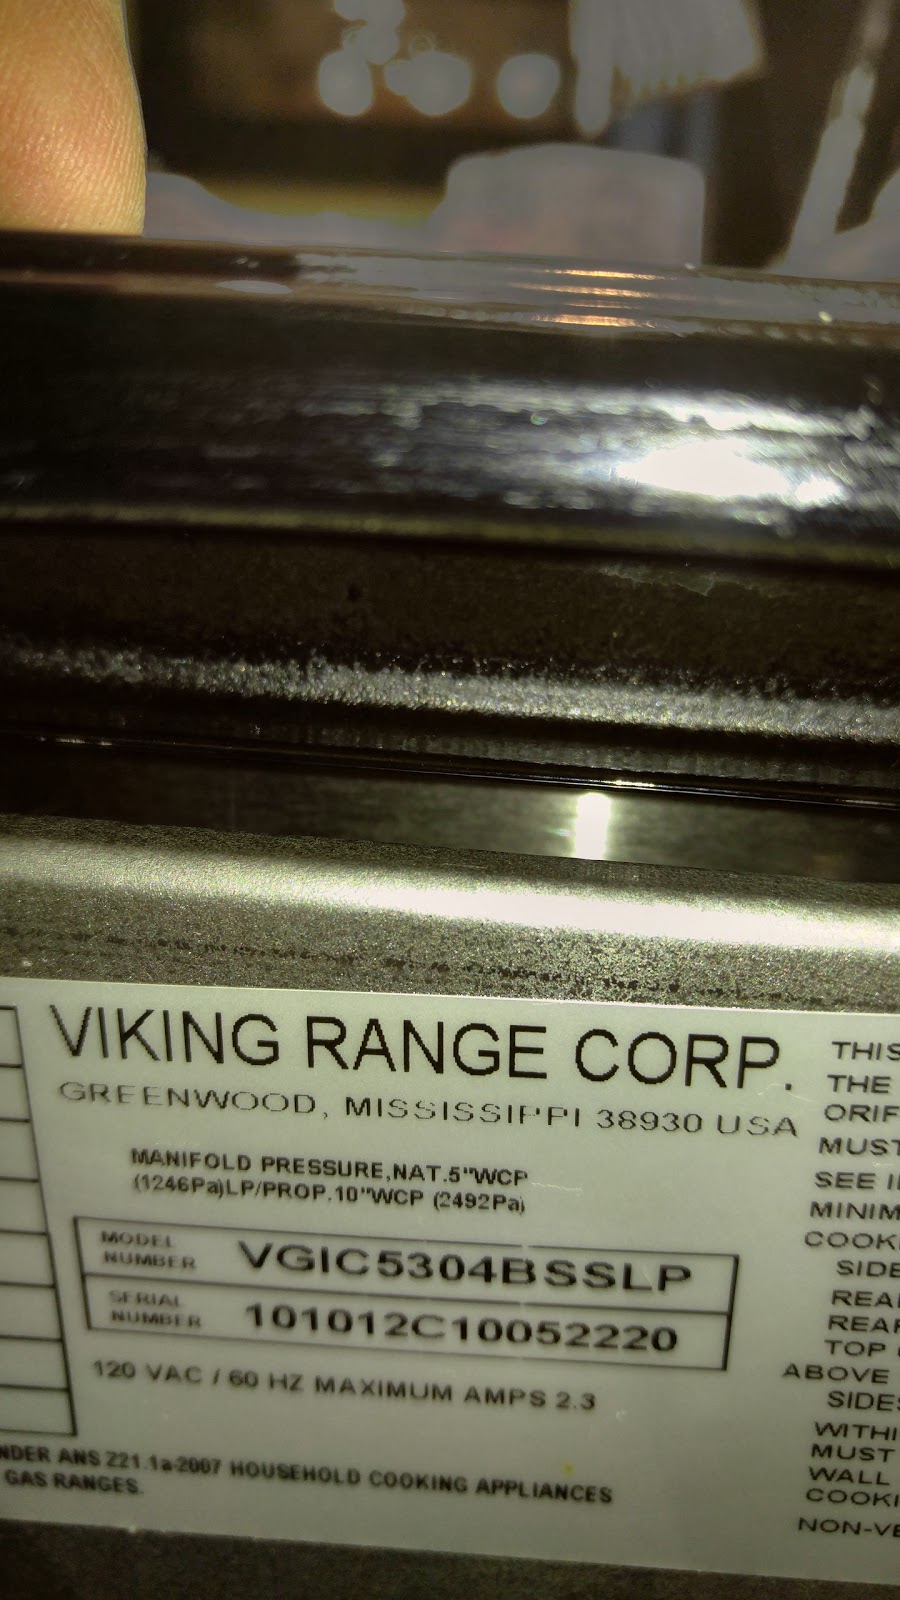 VIKING RANGE CORP.
GREENWOOD, MISSISSIPPI 38930 USA
MANIFOLD PRESSURE,NAT.5"WCP
(1246Pa)LP/PROP.10"WCP (2492Pa)
MODEL NUMBER VGIC5304BSSLP
SERIAL NUMBER 101012C10052220
120 VAC / 60 HZ MAXIMUM AMPS 2.3
NDER ANS Z21.1a-2007 HOUSEHOLD COOKING APPLIANCES
GAS RANGES.
THIS
THE
ORIF
MUST
SEE I
MINIM
COOK
SIDE
REA
REAR
TOP
ABOVE
SIDES
WITHI
MUST
WALL
COOKI
NON-VE